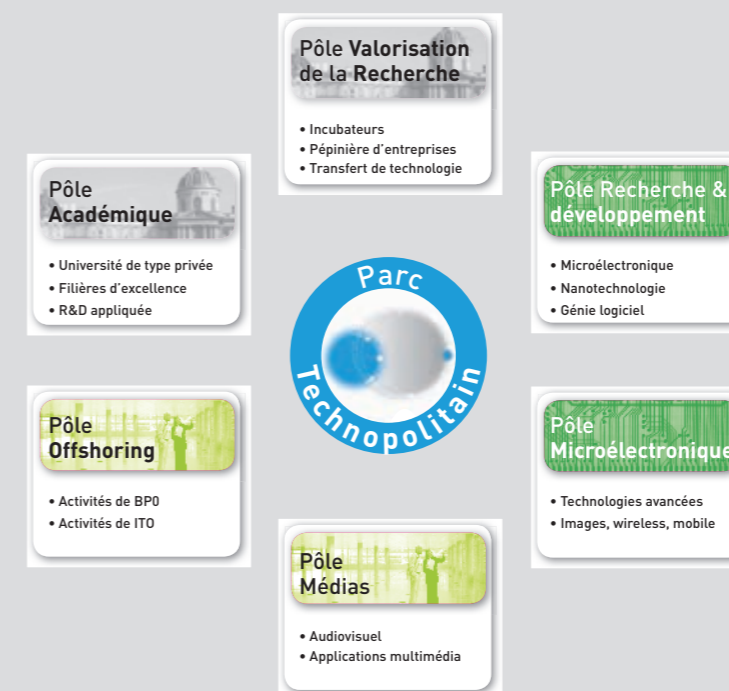 Pôle Valorisation
de la Recherche
• Incubateurs
• Pépinière d'entreprises
• Transfert de technologie
Pôle
Académique
• Université de type privée
• Filières d'excellence
• R&D appliquée
Pôle Recherche &
développement
• Microélectronique
• Nanotechnologie
• Génie logiciel
Parc
Technopolitain
Pôle
Offshoring
• Activités de BPO
• Activités de ITO
Pôle
Microélectronique
• Technologies avancées
• Images, wireless, mobile
Pôle
Médias
• Audiovisuel
• Applications multimédia